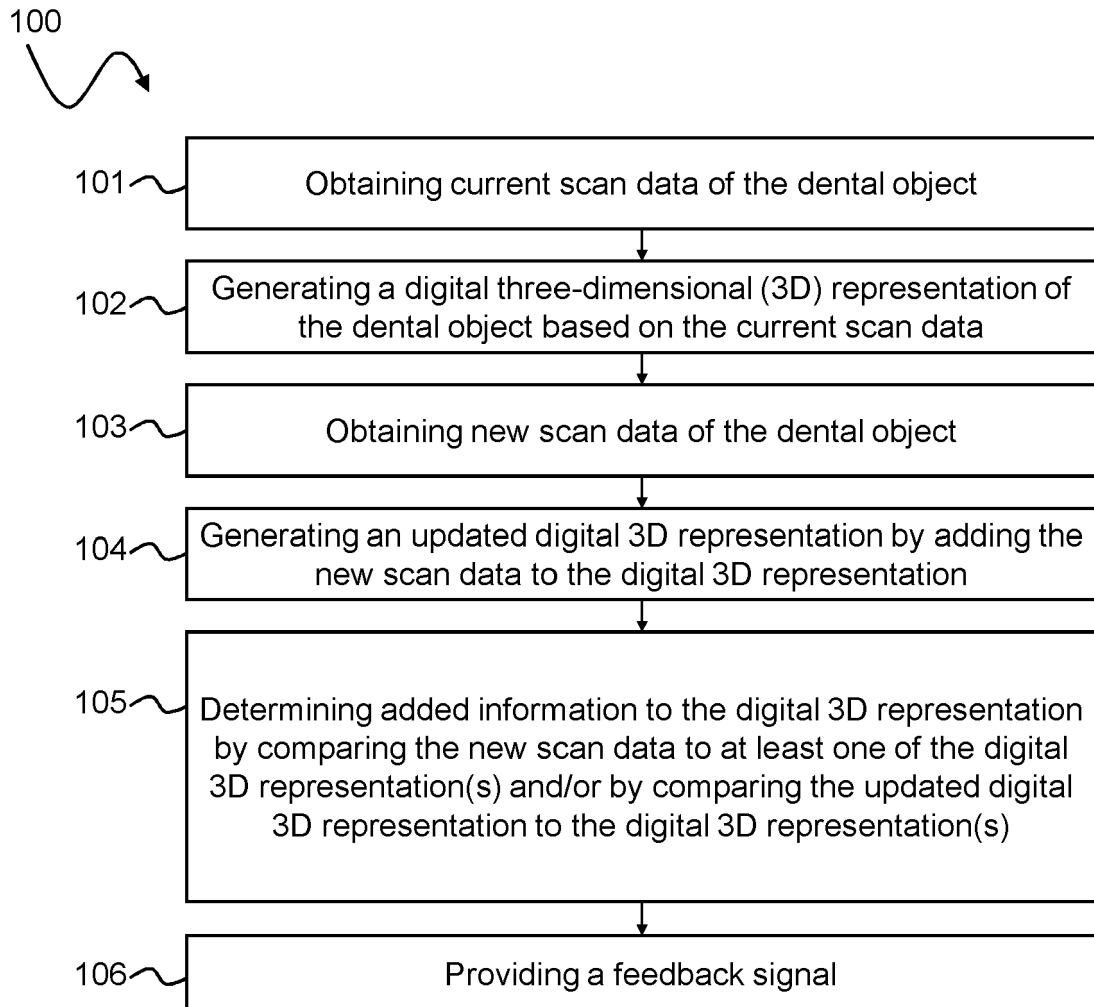 100
101
Obtaining current scan data of the dental object
102
Generating a digital three-dimensional (3D) representation of
the dental object based on the current scan data
103
Obtaining new scan data of the dental object
104
Generating an updated digital 3D representation by adding the
new scan data to the digital 3D representation
105
Determining added information to the digital 3D representation
by comparing the new scan data to at least one of the digital
3D representation(s) and/or by comparing the updated digital
3D representation to the digital 3D representation(s)
106
Providing a feedback signal